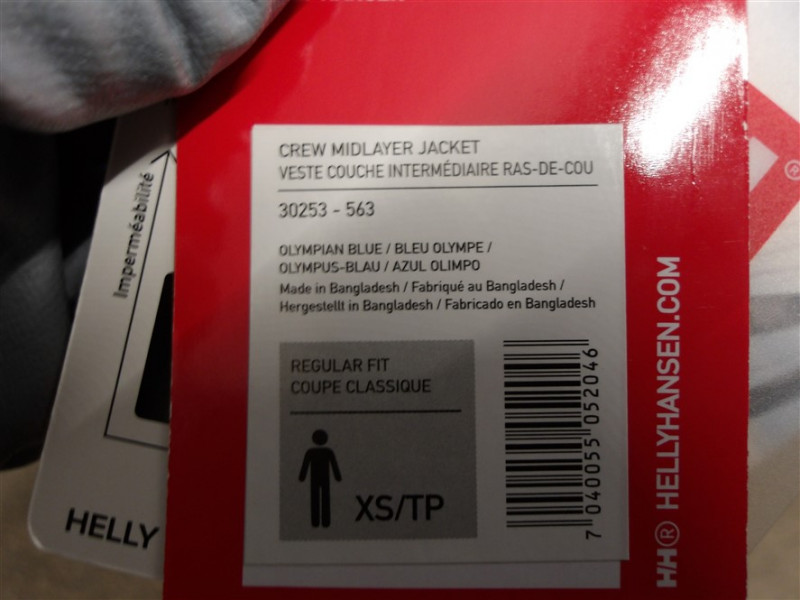 HANSEN
CREW MIDLAYER JACKET
VESTE COUCHE INTERMÉDIAIRE RAS-DE-COU
30253 - 563
OLYMPIAN BLUE / BLEU OLYMPE /
OLYMPUS-BLAU / AZUL OLIMPO
Made in Bangladesh / Fabriqué au Bangladesh /
Hergestellt in Bangladesh / Fabricado en Bangladesh
REGULAR FIT
COUPE CLASSIQUE
XS/TP
7 040055 052046
HH® HELLYHANSEN.COM
Imperméabilité
HELLY
®